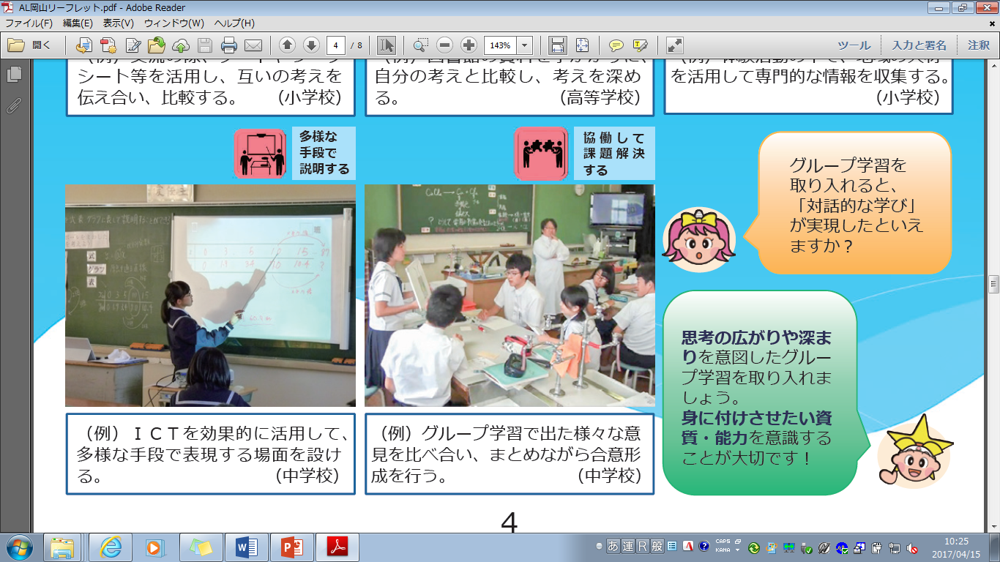 AL岡山リーフレット.pdf - Adobe Reader
ファイル(F) 編集(E) 表示(V) ウィンドウ(W) ヘルプ(H)
開く 4 / 8 143% ツール 入力と署名 注釈
シート等を活用し、互いの考えを
伝え合い、比較する。 (小学校)
自分の考えと比較し、考えを深め
る。 (高等学校)
を活用して専門的な情報を収集する。
(小学校)
多様な
手段で
説明する
協働して
課題解決
する
グループ学習を
取り入れると、
「対話的な学び」
が実現したといえ
ますか？
式
グラフ
表
思考の広がりや深ま
りを意図したグルー
プ学習を取り入れま
しょう。
身に付けさせたい資
質・能力を意識する
ことが大切です！
（例）ＩＣＴを効果的に活用して、
多様な手段で表現する場面を設け
る。 (中学校)
（例）グループ学習で出た様々な意
見を比べ合い、まとめながら合意形
成を行う。 (中学校)
4
あ 連 R 般 CAPS KANA
10:25
2017/04/15